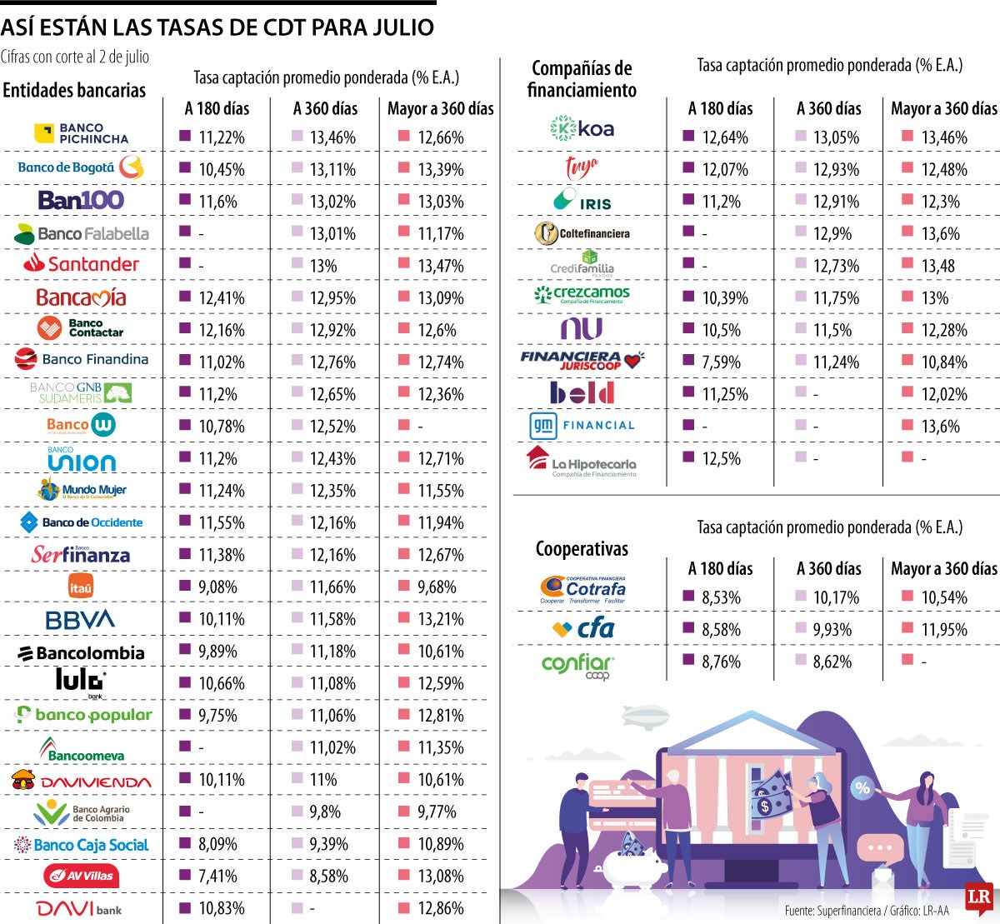 ASÍ ESTÁN LAS TASAS DE CDT PARA JULIO
Cifras con corte al 2 de julio
Entidades bancarias
Tasa captación promedio ponderada (% E.A.)
A 180 días A 360 días Mayor a 360 días
BANCO PICHINCHA 11,22% 13,46% 12,66%
Banco de Bogotá 10,45% 13,11% 13,39%
Ban100 11,6% 13,02% 13,03%
Banco Falabella - 13,01% 11,17%
Santander - 13% 13,47%
Bancamía 12,41% 12,95% 13,09%
Banco Contactar 12,16% 12,92% 12,6%
Banco Finandina 11,02% 12,76% 12,74%
BANCO GNB SUDAMERIS 11,2% 12,65% 12,36%
Banco W 10,78% 12,52% -
BANCO UNION 11,2% 12,43% 12,71%
Mundo Mujer El Banco de la Comunidad 11,24% 12,35% 11,55%
Banco de Occidente 11,55% 12,16% 11,94%
Banco Serfinanza 11,38% 12,16% 12,67%
itaú 9,08% 11,66% 9,68%
BBVA 10,11% 11,58% 13,21%
Bancolombia 9,89% 11,18% 10,61%
lulo bank 10,66% 11,08% 12,59%
banco popular 9,75% 11,06% 12,81%
Bancoomeva - 11,02% 11,35%
DAVIVIENDA 10,11% 11% 10,61%
Banco Agrario de Colombia - 9,8% 9,77%
Banco Caja Social 8,09% 9,39% 10,89%
AV Villas 7,41% 8,58% 13,08%
DAVIbank 10,83% - 12,86%
Compañías de
financiamiento
Tasa captación promedio ponderada (% E.A.)
A 180 días A 360 días Mayor a 360 días
koa 12,64% 13,05% 13,46%
tuya 12,07% 12,93% 12,48%
IRIS 11,2% 12,91% 12,3%
Coltefinanciera - 12,9% 13,6%
Credifamilia - 12,73% 13,48
crezcamos Compañía de Financiamiento 10,39% 11,75% 13%
nu 10,5% 11,5% 12,28%
FINANCIERA JURISCOOP 7,59% 11,24% 10,84%
bold 11,25% - 12,02%
gm FINANCIAL - - 13,6%
La Hipotecaria Compañía de Financiamiento 12,5% - -
Cooperativas
Tasa captación promedio ponderada (% E.A.)
A 180 días A 360 días Mayor a 360 días
COOPERATIVA FINANCIERA Cotrafa Cooperar Transformar Facilitar 8,53% 10,17% 10,54%
cfa 8,58% 9,93% 11,95%
confiar coop 8,76% 8,62% -
$
%
Fuente: Superfinanciera / Gráfico: LR-AA
LR